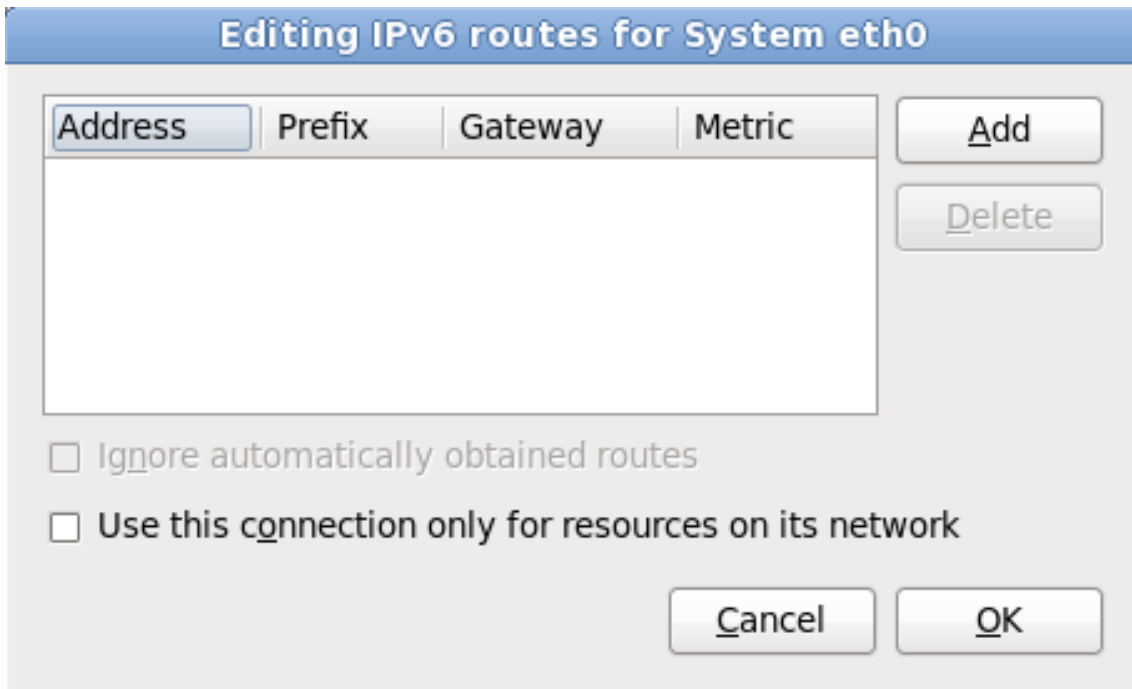 Editing IPv6 routes for System eth0
Address Prefix Gateway Metric
Add
Delete
Ignore automatically obtained routes
Use this connection only for resources on its network
Cancel OK